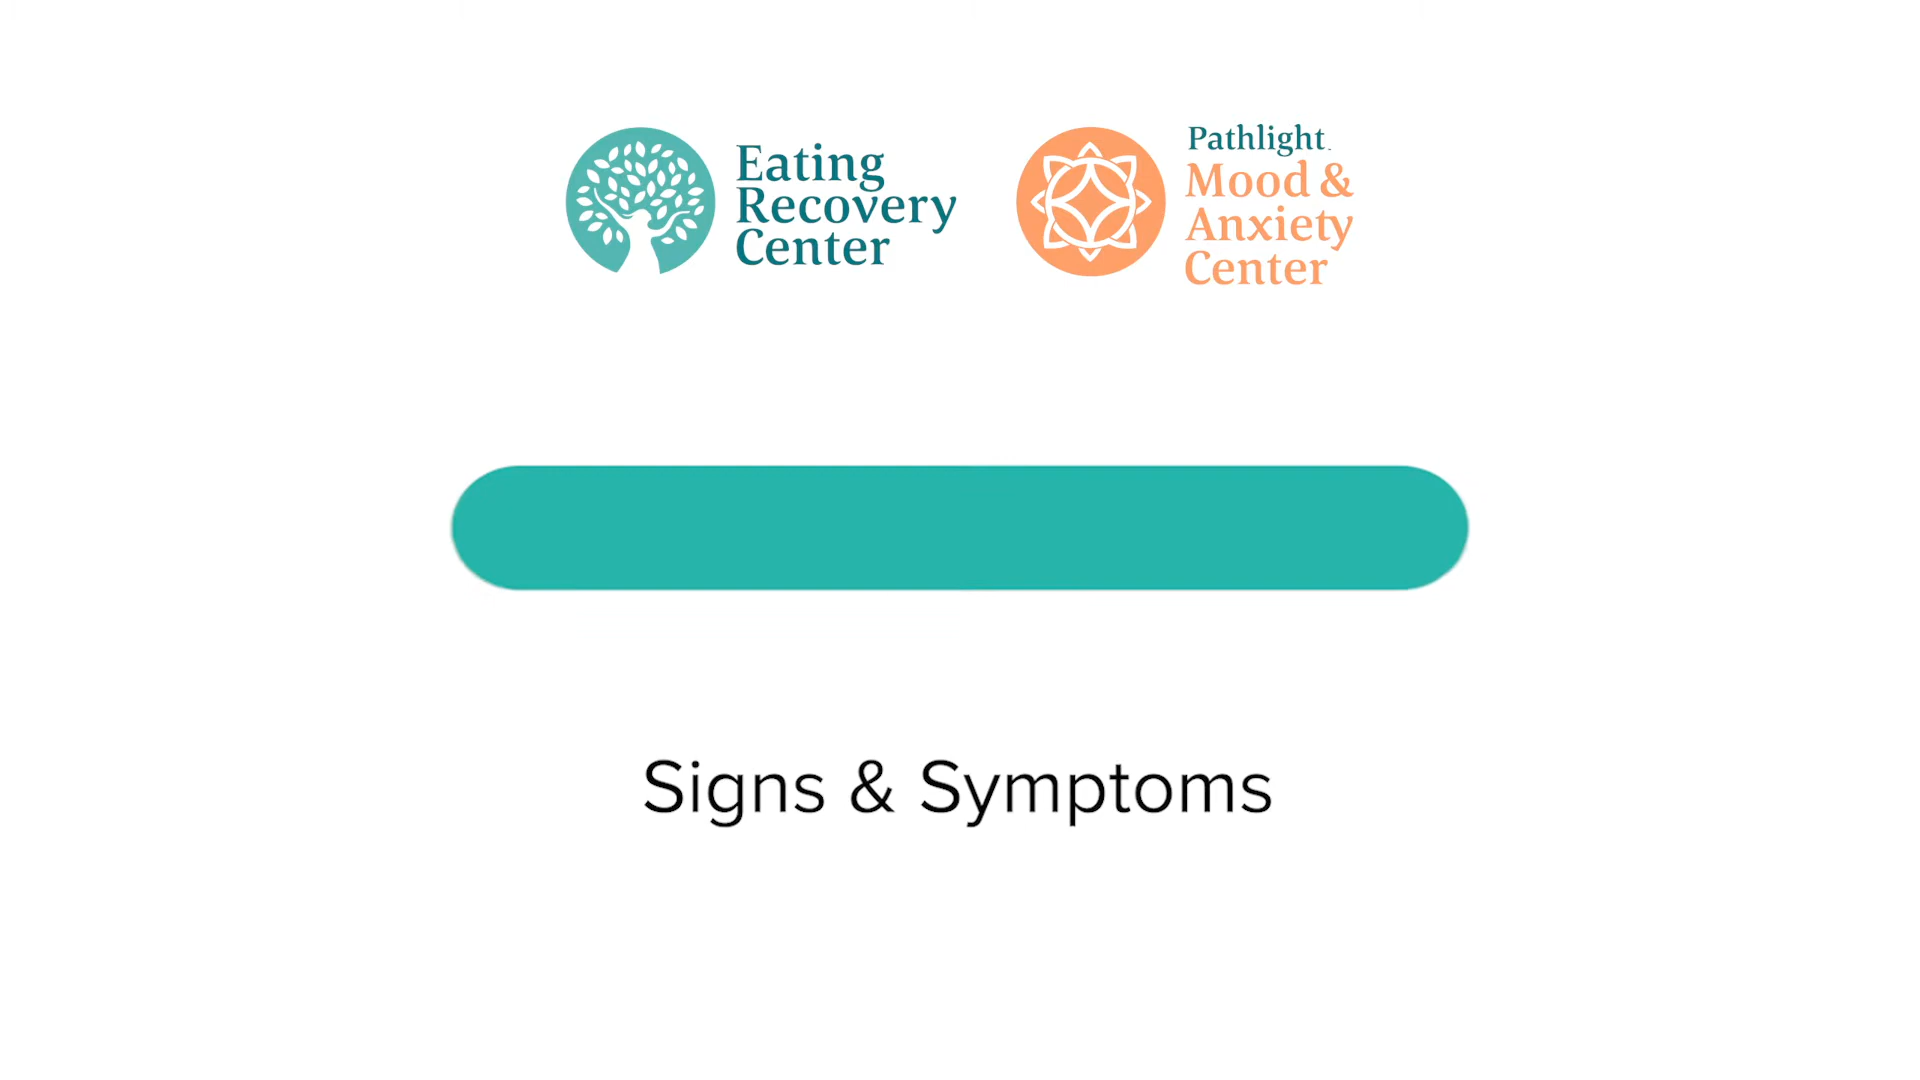 Eating
Recovery
Center
Pathlight
Mood &
Anxiety
Center
Signs & Symptoms